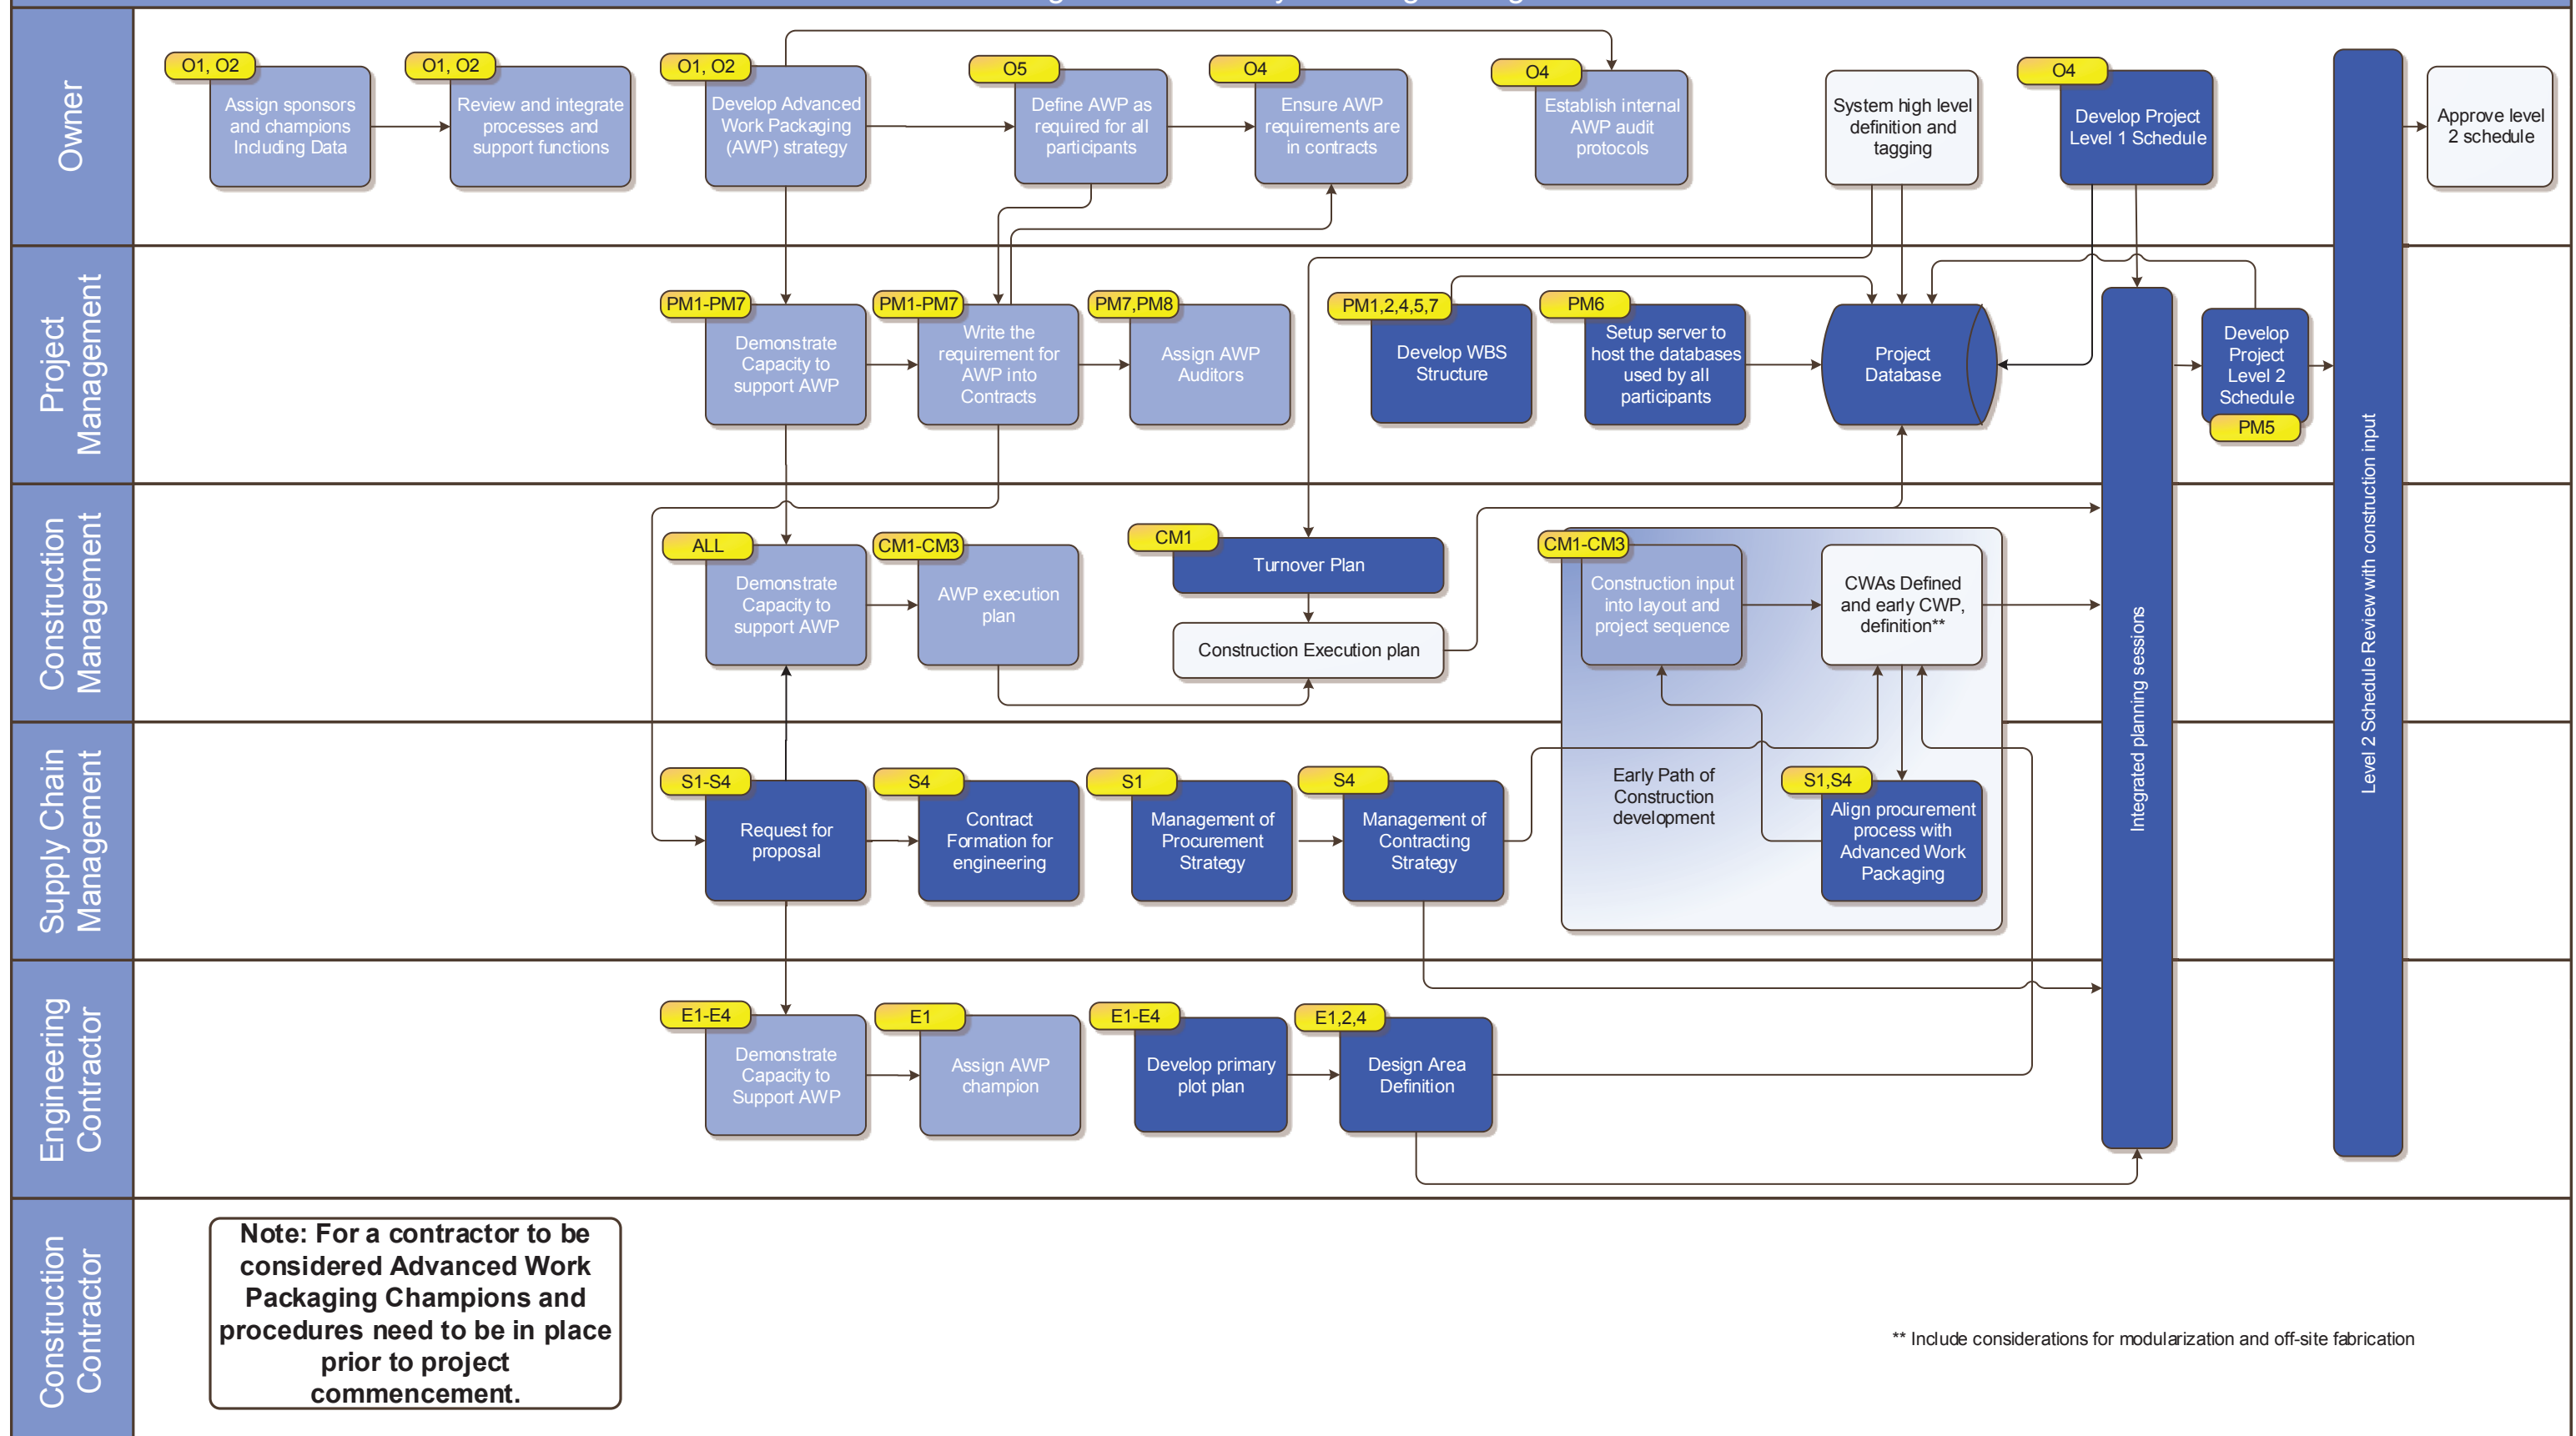 Owner
O1, O2
Assign sponsors
and champions
Including Data
O1, O2
Review and integrate
processes and
support functions
O1, O2
Develop Advanced
Work Packaging
(AWP) strategy
O5
Define AWP as
required for all
participants
O4
Ensure AWP
requirements are
in contracts
O4
Establish internal
AWP audit
protocols
System high level
definition and
tagging
O4
Develop Project
Level 1 Schedule
Approve level
2 schedule
Project
Management
PM1-PM7
Demonstrate
Capacity to
support AWP
PM1-PM7
Write the
requirement for
AWP into
Contracts
PM7,PM8
Assign AWP
Auditors
PM1,2,4,5,7
Develop WBS
Structure
PM6
Setup server to
host the databases
used by all
participants
Project
Database
Develop
Project
Level 2
Schedule
PM5
Level 2 Schedule Review with construction input
Integrated planning sessions
Construction
Management
ALL
Demonstrate
Capacity to
support AWP
CM1-CM3
AWP execution
plan
CM1
Turnover Plan
Construction Execution plan
CM1-CM3
Construction input
into layout and
project sequence
CWAs Defined
and early CWP,
definition**
Supply Chain
Management
S1-S4
Request for
proposal
S4
Contract
Formation for
engineering
S1
Management of
Procurement
Strategy
S4
Management of
Contracting
Strategy
Early Path of
Construction
development
S1,S4
Align procurement
process with
Advanced Work
Packaging
Engineering
Contractor
E1-E4
Demonstrate
Capacity to
Support AWP
E1
Assign AWP
champion
E1-E4
Develop primary
plot plan
E1,2,4
Design Area
Definition
Construction
Contractor
Note: For a contractor to be
considered Advanced Work
Packaging Champions and
procedures need to be in place
prior to project
commencement.
** Include considerations for modularization and off-site fabrication